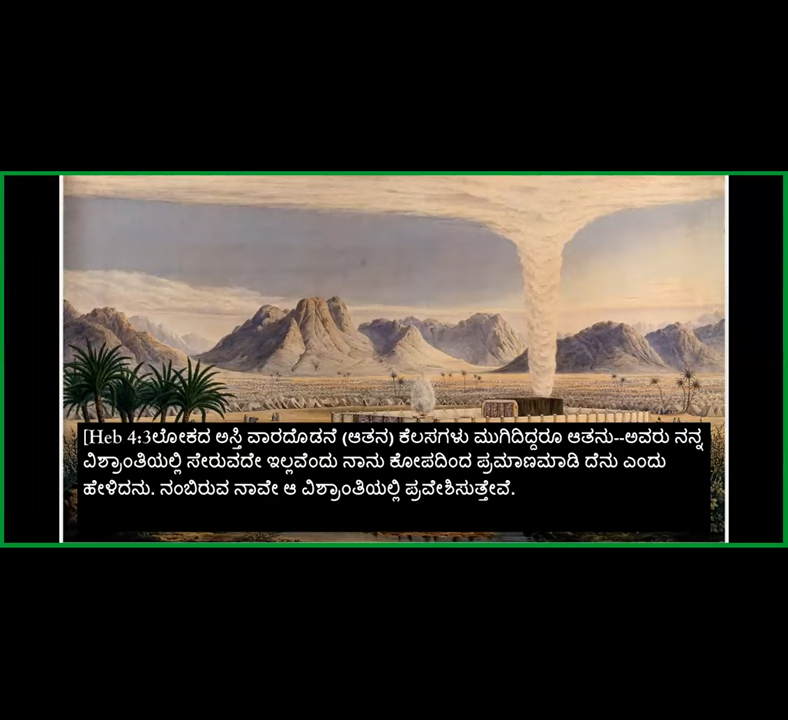 [Heb 4:3ಲೋಕದ ಅಸ್ತಿ ವಾರದೊಡನೆ (ಆತನ) ಕೆಲಸಗಳು ಮುಗಿದಿದ್ದರೂ ಆತನು--ಅವರು ನನ್ನ
ವಿಶ್ರಾಂತಿಯಲ್ಲಿ ಸೇರುವದೇ ಇಲ್ಲವೆಂದು ನಾನು ಕೋಪದಿಂದ ಪ್ರಮಾಣಮಾಡಿ ದೆನು ಎಂದು
ಹೇಳಿದನು. ನಂಬಿರುವ ನಾವೇ ಆ ವಿಶ್ರಾಂತಿಯಲ್ಲಿ ಪ್ರವೇಶಿಸುತ್ತೇವೆ.